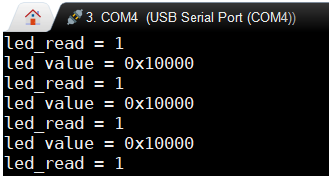 3. COM4 (USB Serial Port (COM4))
led_read = 1
led value = 0x10000
led_read = 1
led value = 0x10000
led_read = 1
led value = 0x10000
led_read = 1